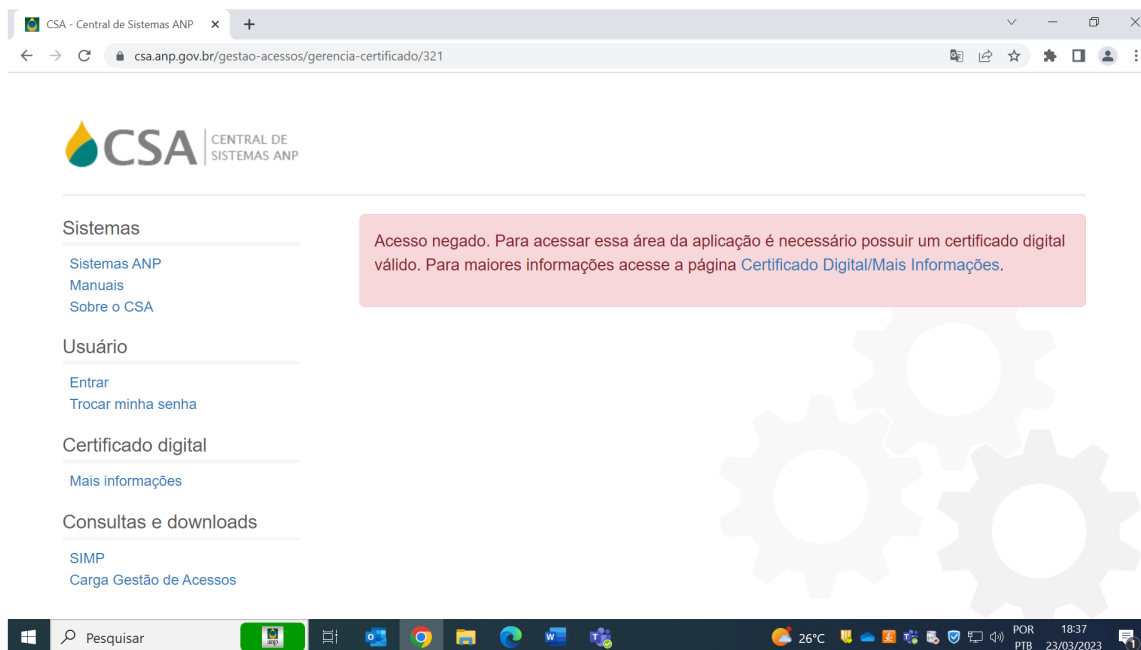 CSA - Central de Sistemas ANP
csa.anp.gov.br/gestao-acessos/gerencia-certificado/321
CSA
CENTRAL DE
SISTEMAS ANP
Sistemas
Sistemas ANP
Manuais
Sobre o CSA
Usuário
Entrar
Trocar minha senha
Certificado digital
Mais informações
Consultas e downloads
SIMP
Carga Gestão de Acessos
Acesso negado. Para acessar essa área da aplicação é necessário possuir um certificado digital
válido. Para maiores informações acesse a página Certificado Digital/Mais Informações.
Pesquisar
anp
26°C
POR
PTB
18:37
23/03/2023
1